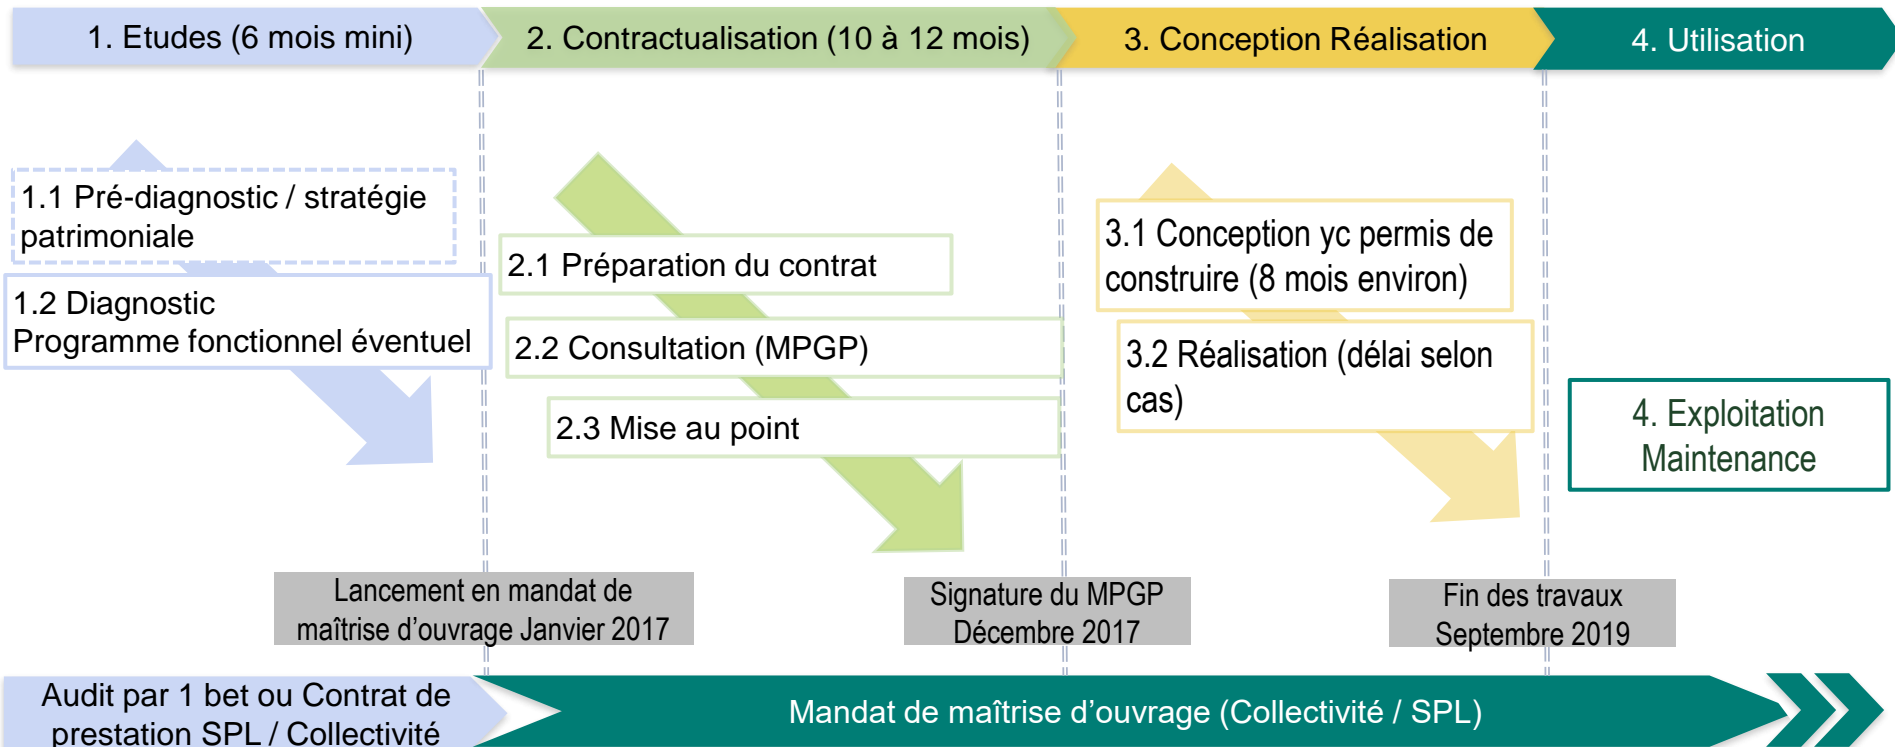 1. Etudes (6 mois mini)
2. Contractualisation (10 à 12 mois)
3. Conception Réalisation
4. Utilisation
1.1 Pré-diagnostic / stratégie
patrimoniale
1.2 Diagnostic
Programme fonctionnel éventuel
2.1 Préparation du contrat
2.2 Consultation (MPGP)
2.3 Mise au point
3.1 Conception yc permis de
construire (8 mois environ)
3.2 Réalisation (délai selon
cas)
4. Exploitation
Maintenance
Lancement en mandat de
maîtrise d’ouvrage Janvier 2017
Signature du MPGP
Décembre 2017
Fin des travaux
Septembre 2019
Audit par 1 bet ou Contrat de
prestation SPL / Collectivité
Mandat de maîtrise d’ouvrage (Collectivité / SPL)